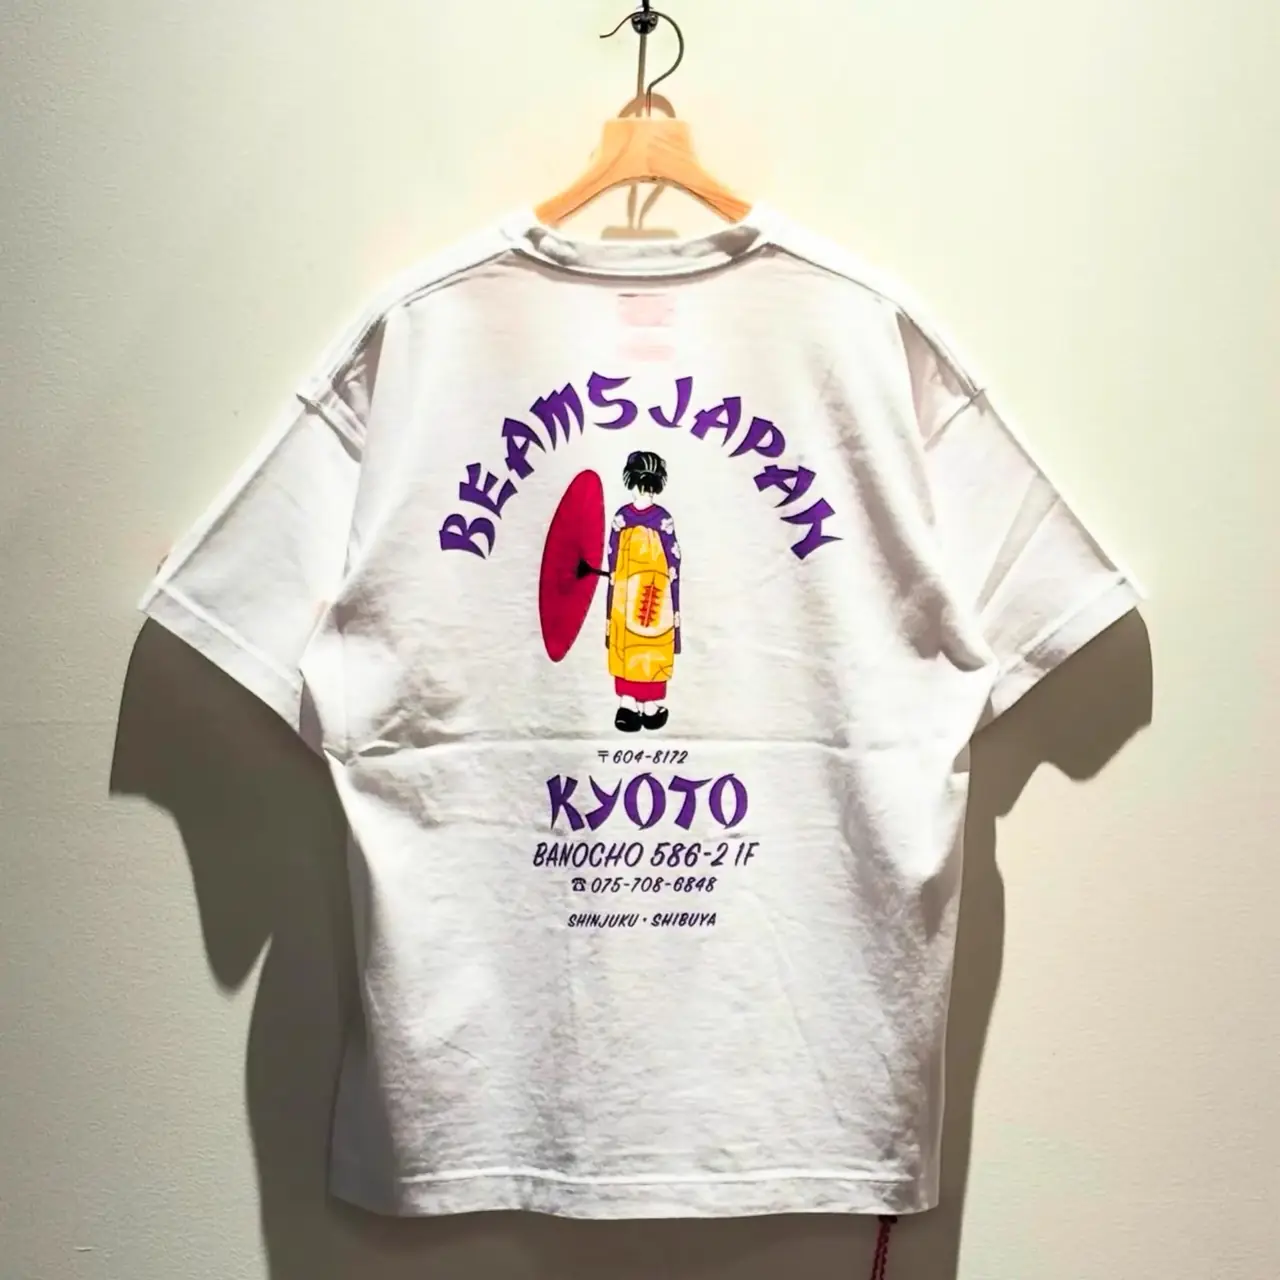 BEAMS JAPAN
〒604-8172
KYOTO
BANOCHO 586-2 1F
☎075-708-6848
SHINJUKU・SHIBUYA